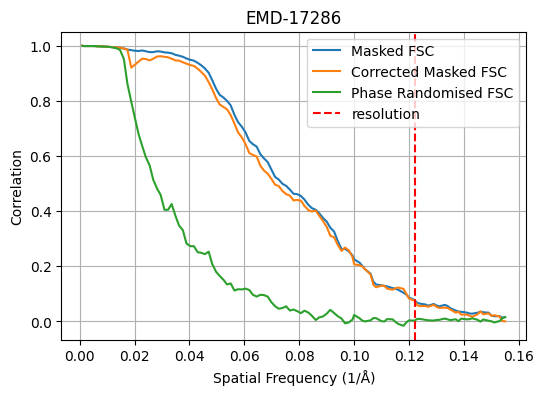 EMD-17286
1.0
0.8
0.6
0.4
0.2
0.0
Correlation
Masked FSC
Corrected Masked FSC
Phase Randomised FSC
resolution
0.00 0.02 0.04 0.06 0.08 0.10 0.12 0.14 0.16
Spatial Frequency (1/Å)